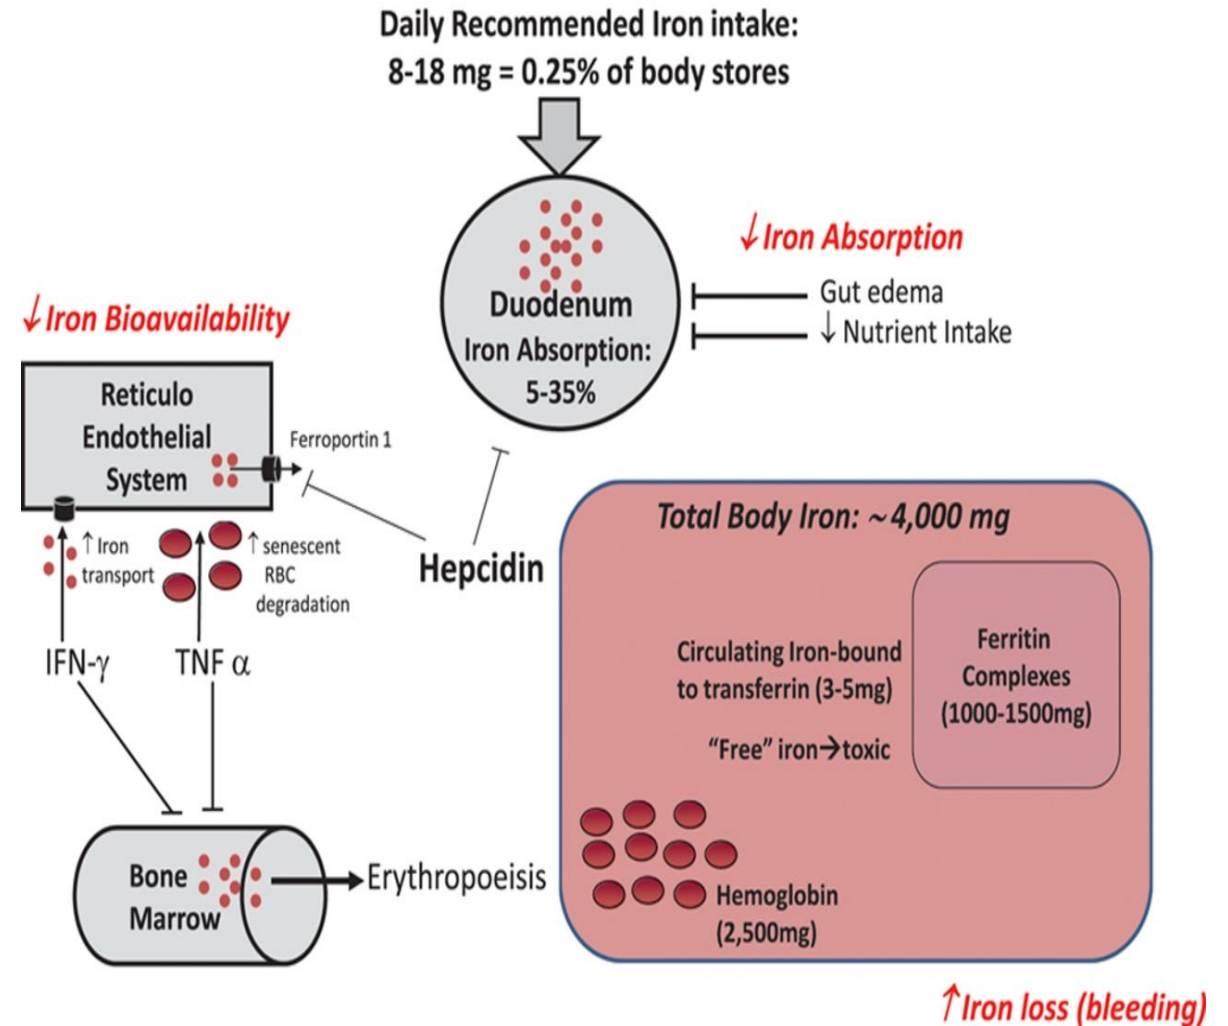 Daily Recommended Iron intake:
8-18 mg = 0.25% of body stores
↓Iron Absorption
Duodenum
Iron Absorption:
5-35%
Gut edema
↓ Nutrient Intake
↓Iron Bioavailability
Reticulo
Endothelial
System
Ferroportin 1
↑ Iron
transport
↑ senescent
RBC
degradation
Hepcidin
IFN-γ
TNF α
Bone
Marrow
Erythropoeisis
Total Body Iron: ~4,000 mg
Circulating Iron-bound
to transferrin (3-5mg)
"Free" iron→toxic
Ferritin
Complexes
(1000-1500mg)
Hemoglobin
(2,500mg)
↑Iron loss (bleeding)